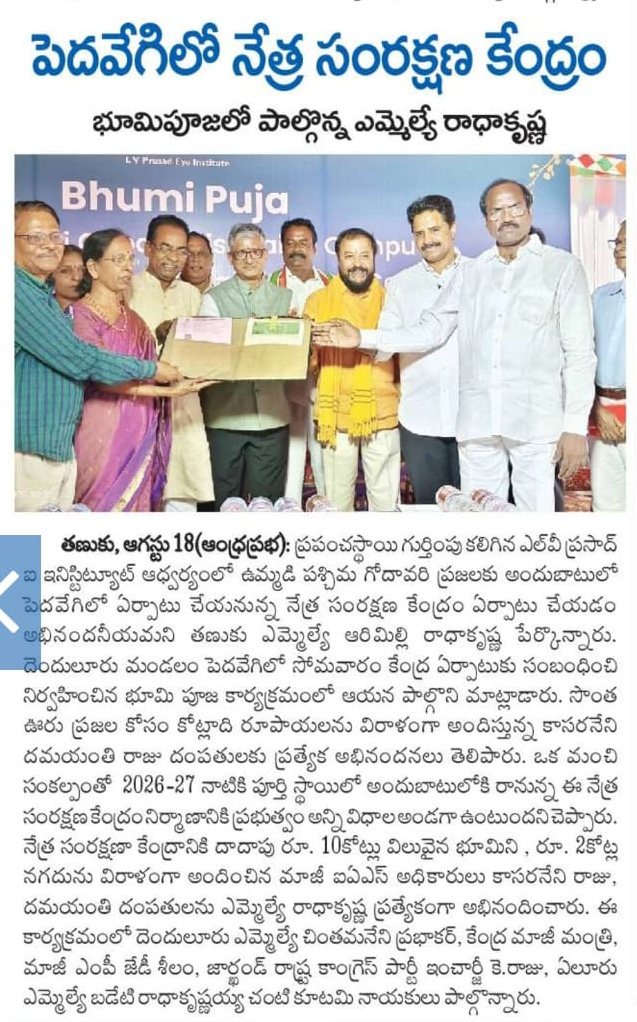 పెదవేగిలో నేత్ర సంరక్షణ కేంద్రం
భూమిపూజలో పాల్గొన్న ఎమ్మెల్యే రాధాకృష్ణ
L V Prasad Eye Institute
Bhumi Puja
తణుకు, ఆగస్టు 18(ఆంధ్రప్రభ): ప్రపంచస్థాయి గుర్తింపు కలిగిన ఎల్‌వీ ప్రసాద్
ఐ ఇనిస్టిట్యూట్ ఆధ్వర్యంలో ఉమ్మడి పశ్చిమ గోదావరి ప్రజలకు అందుబాటులో
పెదవేగిలో ఏర్పాటు చేయనున్న నేత్ర సంరక్షణ కేంద్రం ఏర్పాటు చేయడం
అభినందనీయమని తణుకు ఎమ్మెల్యే ఆరిమిల్లి రాధాకృష్ణ పేర్కొన్నారు.
దెందులూరు మండలం పెదవేగిలో సోమవారం కేంద్ర ఏర్పాటుకు సంబంధించి
నిర్వహించిన భూమి పూజ కార్యక్రమంలో ఆయన పాల్గొని మాట్లాడారు. సొంత
ఊరు ప్రజల కోసం కోట్లాది రూపాయలను విరాళంగా అందిస్తున్న కాసరనేని
దమయంతి రాజు దంపతులకు ప్రత్యేక అభినందనలు తెలిపారు. ఒక మంచి
సంకల్పంతో 2026-27 నాటికి పూర్తి స్థాయిలో అందుబాటులోకి రానున్న ఈ నేత్ర
సంరక్షణ కేంద్రం నిర్మాణానికి ప్రభుత్వం అన్ని విధాల అండగా ఉంటుందని చెప్పారు.
నేత్ర సంరక్షణా కేంద్రానికి దాదాపు రూ. 10కోట్లు విలువైన భూమిని , రూ. 2కోట్ల
నగదును విరాళంగా అందించిన మాజీ ఐఏఎస్ అధికారులు కాసరనేని రాజు,
దమయంతి దంపతులను ఎమ్మెల్యే రాధాకృష్ణ ప్రత్యేకంగా అభినందించారు. ఈ
కార్యక్రమంలో దెందులూరు ఎమ్మెల్యే చింతమనేని ప్రభాకర్, కేంద్ర మాజీ మంత్రి,
మాజీ ఎంపీ జేడీ శీలం, జార్ఖండ్ రాష్ట్ర కాంగ్రెస్ పార్టీ ఇంచార్జీ కె.రాజు, ఏలూరు
ఎమ్మెల్యే బడేటి రాధాకృష్ణయ్య చంటి కూటమి నాయకులు పాల్గొన్నారు.